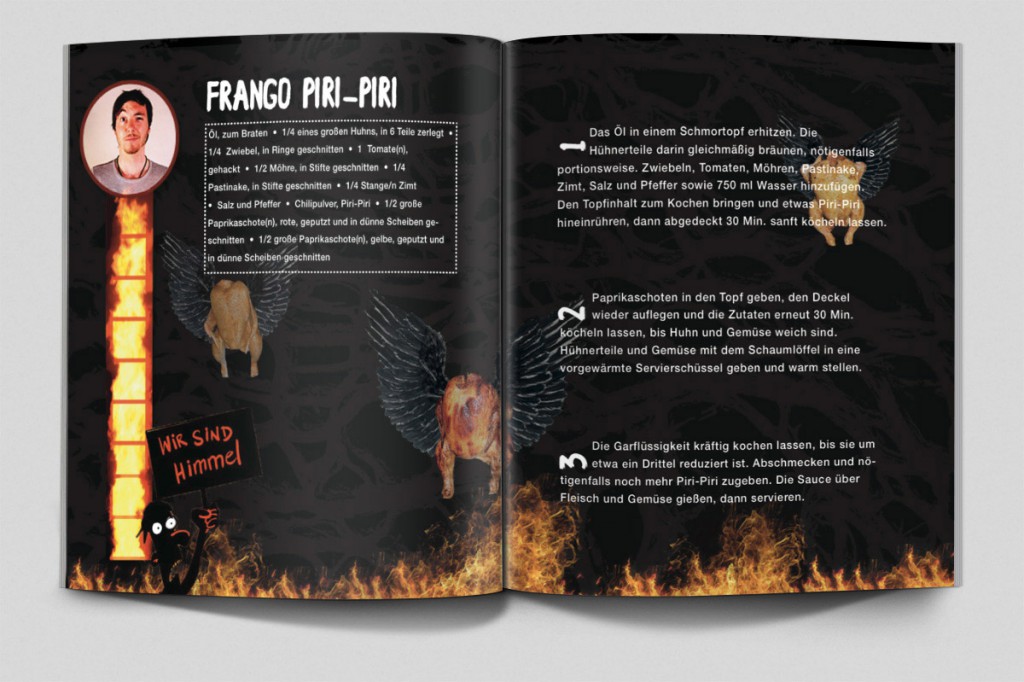 FRANGO PIRI-PIRI
Öl, zum Braten • 1/4 eines großen Huhns, in 6 Teile zerlegt •
1/4 Zwiebel, in Ringe geschnitten • 1 Tomate(n),
gehackt • 1/2 Möhre, in Stifte geschnitten • 1/4
Pastinake, in Stifte geschnitten • 1/4 Stange/n Zimt
• Salz und Pfeffer • Chilipulver, Piri-Piri • 1/2 große
Paprikaschote(n), rote, geputzt und in dünne Scheiben ge-
schnitten • 1/2 große Paprikaschote(n), gelbe, geputzt und
in dünne Scheiben geschnitten
WIR SIND
Himmel
1
Das Öl in einem Schmortopf erhitzen. Die
Hühnerteile darin gleichmäßig bräunen, nötigenfalls
portionsweise. Zwiebeln, Tomaten, Möhren, Pastinake,
Zimt, Salz und Pfeffer sowie 750 ml Wasser hinzufügen.
Den Topfinhalt zum Kochen bringen und etwas Piri-Piri
hineinrühren, dann abgedeckt 30 Min. sanft köcheln lassen.
2
Paprikaschoten in den Topf geben, den Deckel
wieder auflegen und die Zutaten erneut 30 Min.
köcheln lassen, bis Huhn und Gemüse weich sind.
Hühnerteile und Gemüse mit dem Schaumlöffel in eine
vorgewärmte Servierschüssel geben und warm stellen.
3
Die Garflüssigkeit kräftig kochen lassen, bis sie um
etwa ein Drittel reduziert ist. Abschmecken und nö-
tigenfalls noch mehr Piri-Piri zugeben. Die Sauce über
Fleisch und Gemüse gießen, dann servieren.